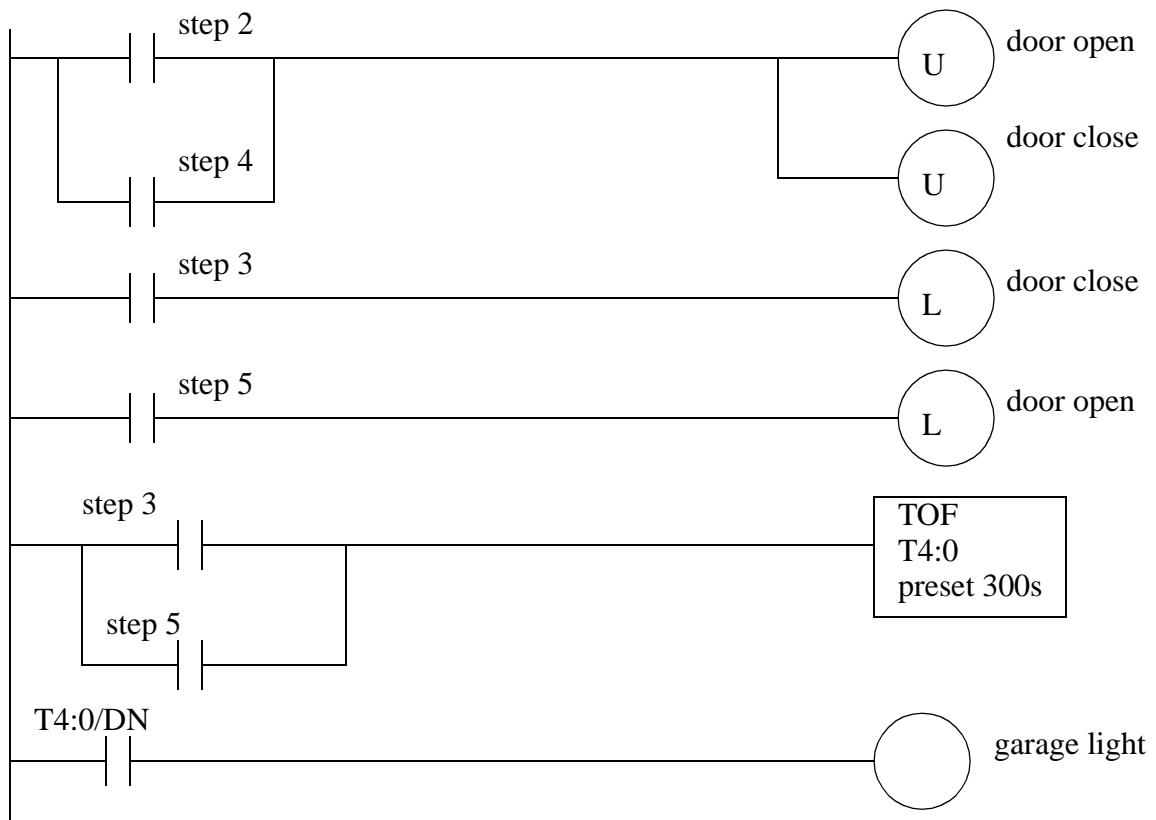 step 2
door open
U
door close
step 4
U
step 3
door close
L
step 5
door open
L
step 3
TOF
T4:0
preset 300s
step 5
T4:0/DN
garage light